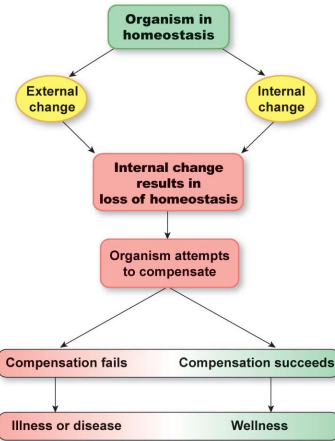 Organism in
homeostasis
External
change
Internal
change
Internal change
results in
loss of homeostasis
Organism attempts
to compensate
Compensation fails
Compensation succeeds
Illness or disease
Wellness